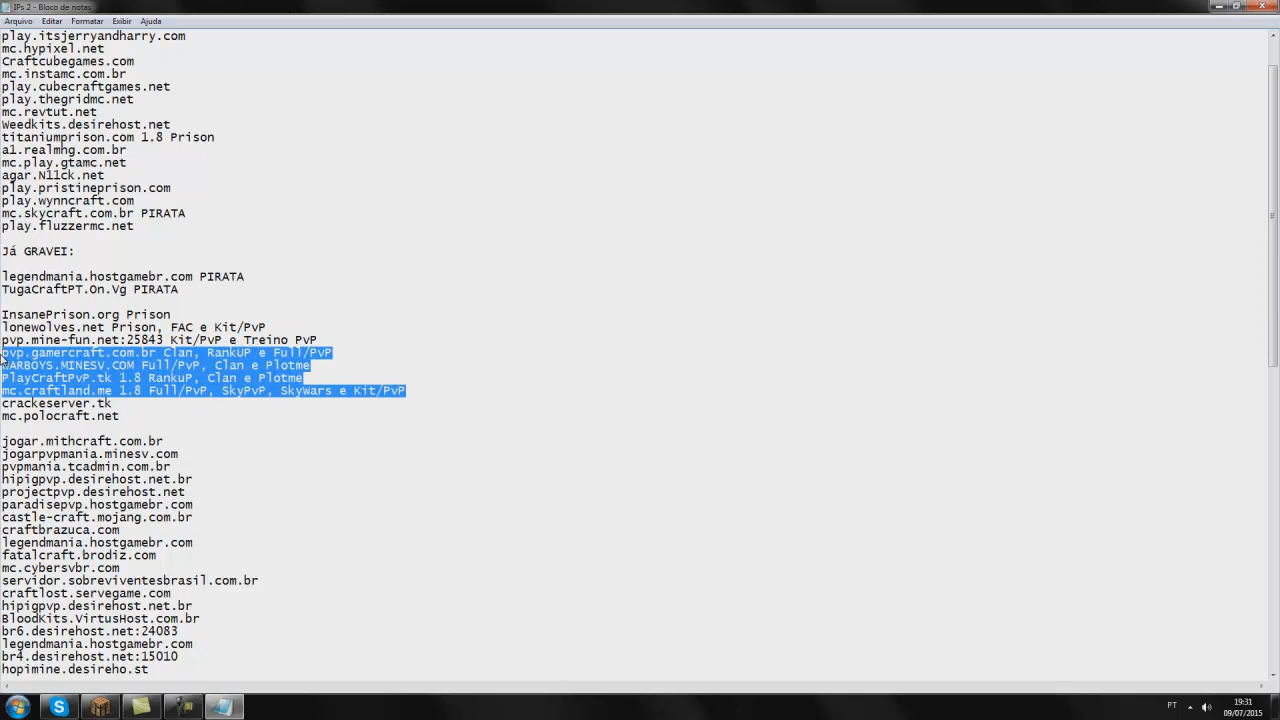 IPs 2 - Bloco de notas
Arquivo Editar Formatar Exibir Ajuda
play.itsjerryandharry.com
mc.hypixel.net
Craftcubegames.com
mc.instamc.com.br
play.cubecraftgames.net
play.thegridmc.net
mc.revtut.net
Weedkits.desirehost.net
titaniumprison.com 1.8 Prison
a1.realmhg.com.br
mc.play.gtamc.net
agar.N11ck.net
play.pristineprison.com
play.wynncraft.com
mc.skycraft.com.br PIRATA
play.fluzzermc.net
Já GRAVEI:
legendmania.hostgamebr.com PIRATA
TugaCraftPT.On.Vg PIRATA
InsanePrison.org Prison
lonewolves.net Prison, FAC e Kit/PvP
pvp.mine-fun.net:25843 Kit/PvP e Treino PvP
pvp.gamercraft.com.br Clan, RankUP e Full/PvP
WARBOYS.MINESV.COM Full/PvP, Clan e Plotme
PlayCraftPvP.tk 1.8 RankuP, Clan e Plotme
mc.craftland.me 1.8 Full/PvP, SkyPvP, SkyWars e Kit/PvP
crackeserver.tk
mc.polocraft.net
jogar.mithcraft.com.br
jogarpvpmania.minesv.com
pvpmania.tcadmin.com.br
hipigpvp.desirehost.net.br
projectpvp.desirehost.net
paradisepvp.hostgamebr.com
castle-craft.mojang.com.br
craftbrazuca.com
legendmania.hostgamebr.com
fatalcraft.brodiz.com
mc.cybersvbr.com
servidor.sobreviventesbrasil.com.br
craftlost.servegame.com
hipigpvp.desirehost.net.br
BloodKits.VirtusHost.com.br
br6.desirehost.net:24083
legendmania.hostgamebr.com
br4.desirehost.net:15010
hopimine.desireho.st
PT
19:31
09/07/2015